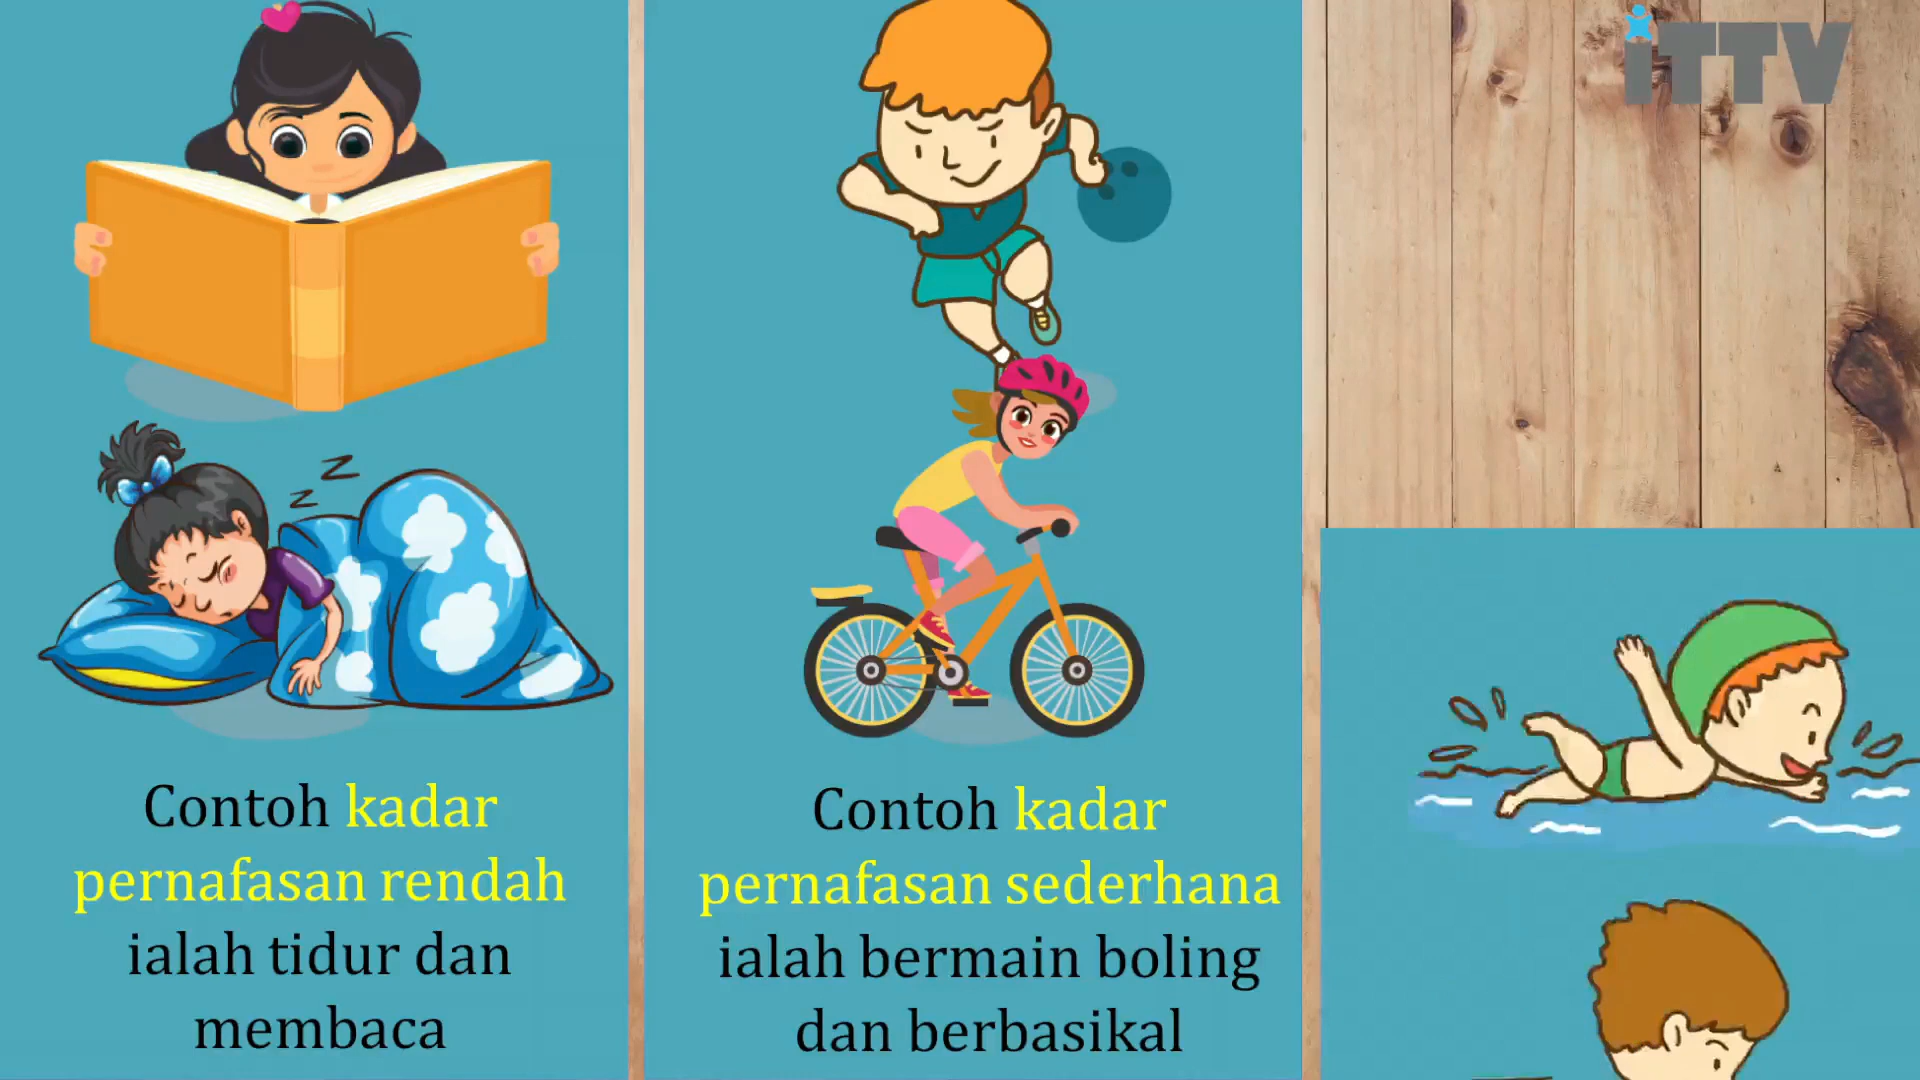 iTTV
Contoh kadar
pernafasan rendah
ialah tidur dan
membaca
Contoh kadar
pernafasan sederhana
ialah bermain boling
dan berbasikal